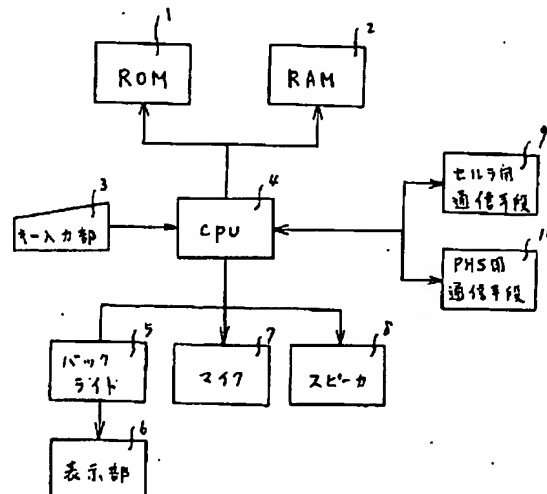 1
ROM
2
RAM
3
キー入力部
4
CPU
9
セルラ用
通信手段
PHS用
通信手段
5
バック
ライト
7
マイク
8
スピーカ
6
表示部